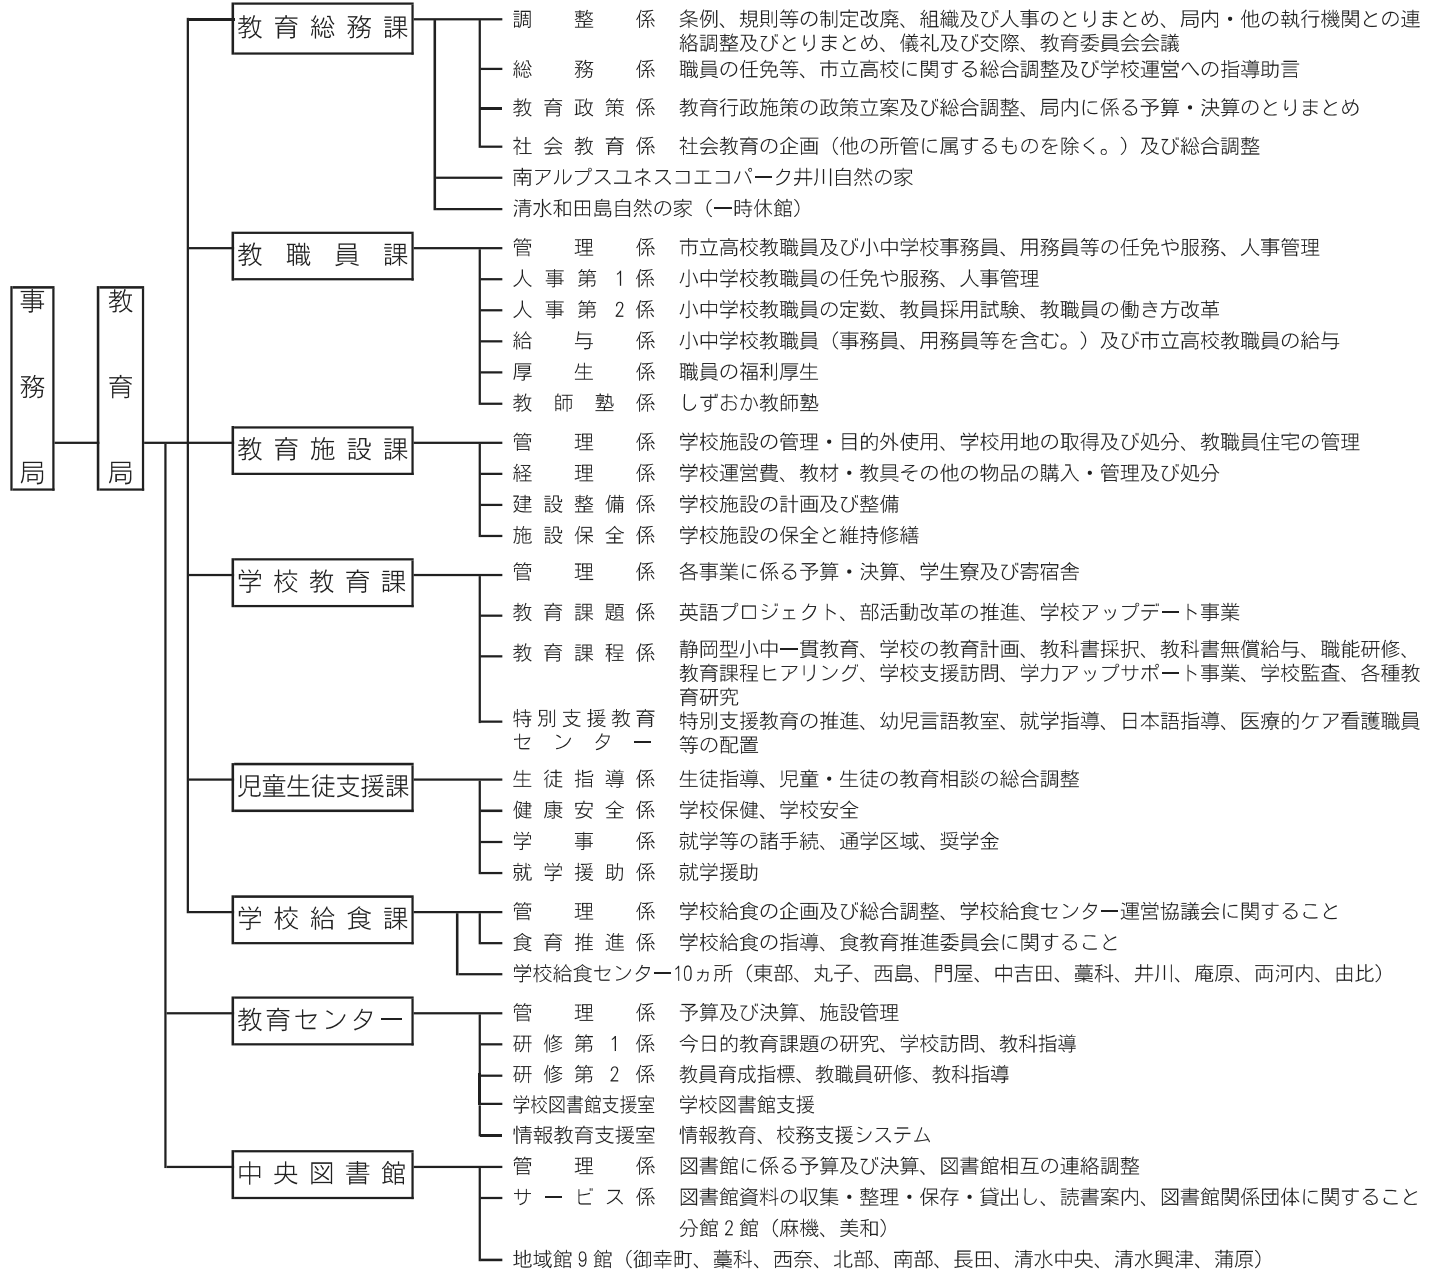 事務局
教育局
教育総務課
調整係 条例、規則等の制定改廃、組織及び人事のとりまとめ、局内・他の執行機関との連
絡調整及びとりまとめ、儀礼及び交際、教育委員会会議
総務係 職員の任免等、市立高校に関する総合調整及び学校運営への指導助言
教育政策係 教育行政施策の政策立案及び総合調整、局内に係る予算・決算のとりまとめ
社会教育係 社会教育の企画（他の所管に属するものを除く。）及び総合調整
南アルプスユネスコエコパーク井川自然の家
清水和田島自然の家（一時休館）
教職員課
管理係 市立高校教職員及び小中学校事務員、用務員等の任免や服務、人事管理
人事第1係 小中学校教職員の任免や服務、人事管理
人事第2係 小中学校教職員の定数、教員採用試験、教職員の働き方改革
給与係 小中学校教職員（事務員、用務員等を含む。）及び市立高校教職員の給与
厚生係 職員の福利厚生
教師塾係 しずおか教師塾
教育施設課
管理係 学校施設の管理・目的外使用、学校用地の取得及び処分、教職員住宅の管理
経理係 学校運営費、教材・教具その他の物品の購入・管理及び処分
建設整備係 学校施設の計画及び整備
施設保全係 学校施設の保全と維持修繕
学校教育課
管理係 各事業に係る予算・決算、学生寮及び寄宿舎
教育課題係 英語プロジェクト、部活動改革の推進、学校アップデート事業
教育課程係 静岡型小中一貫教育、学校の教育計画、教科書採択、教科書無償給与、職能研修、
教育課程ヒアリング、学校支援訪問、学力アップサポート事業、学校監査、各種教
育研究
特別支援教育 特別支援教育の推進、幼児言語教室、就学指導、日本語指導、医療的ケア看護職員
センター 等の配置
児童生徒支援課
生徒指導係 生徒指導、児童・生徒の教育相談の総合調整
健康安全係 学校保健、学校安全
学事係 就学等の諸手続、通学区域、奨学金
就学援助係 就学援助
学校給食課
管理係 学校給食の企画及び総合調整、学校給食センター運営協議会に関すること
食育推進係 学校給食の指導、食教育推進委員会に関すること
学校給食センター10ヵ所（東部、丸子、西島、門屋、中吉田、藁科、井川、庵原、両河内、由比）
教育センター
管理係 予算及び決算、施設管理
研修第1係 今日的教育課題の研究、学校訪問、教科指導
研修第2係 教員育成指標、教職員研修、教科指導
学校図書館支援室 学校図書館支援
情報教育支援室 情報教育、校務支援システム
中央図書館
管理係 図書館に係る予算及び決算、図書館相互の連絡調整
サービス係 図書館資料の収集・整理・保存・貸出し、読書案内、図書館関係団体に関すること
分館2館（麻機、美和）
地域館9館（御幸町、藁科、西奈、北部、南部、長田、清水中央、清水興津、蒲原）